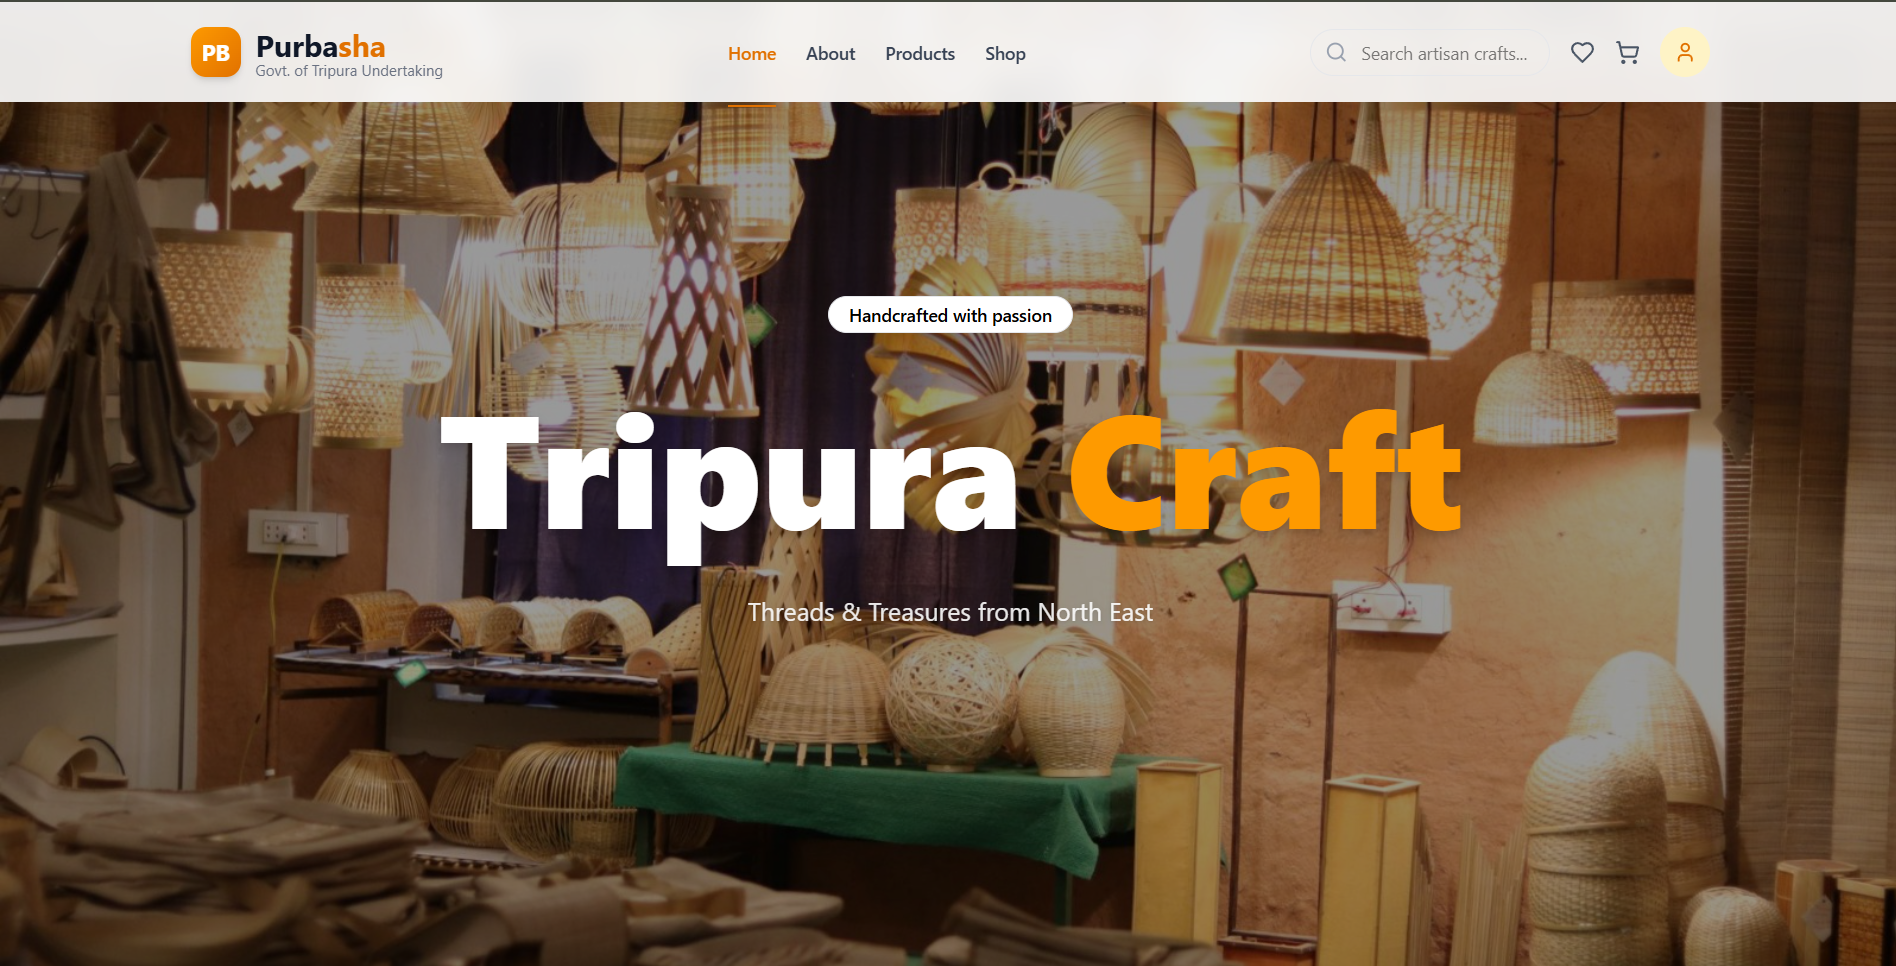 PB
Purbasha
Govt. of Tripura Undertaking
Home About Products Shop
Search artisan crafts...
Handcrafted with passion
Tripura Craft
Threads & Treasures from North East